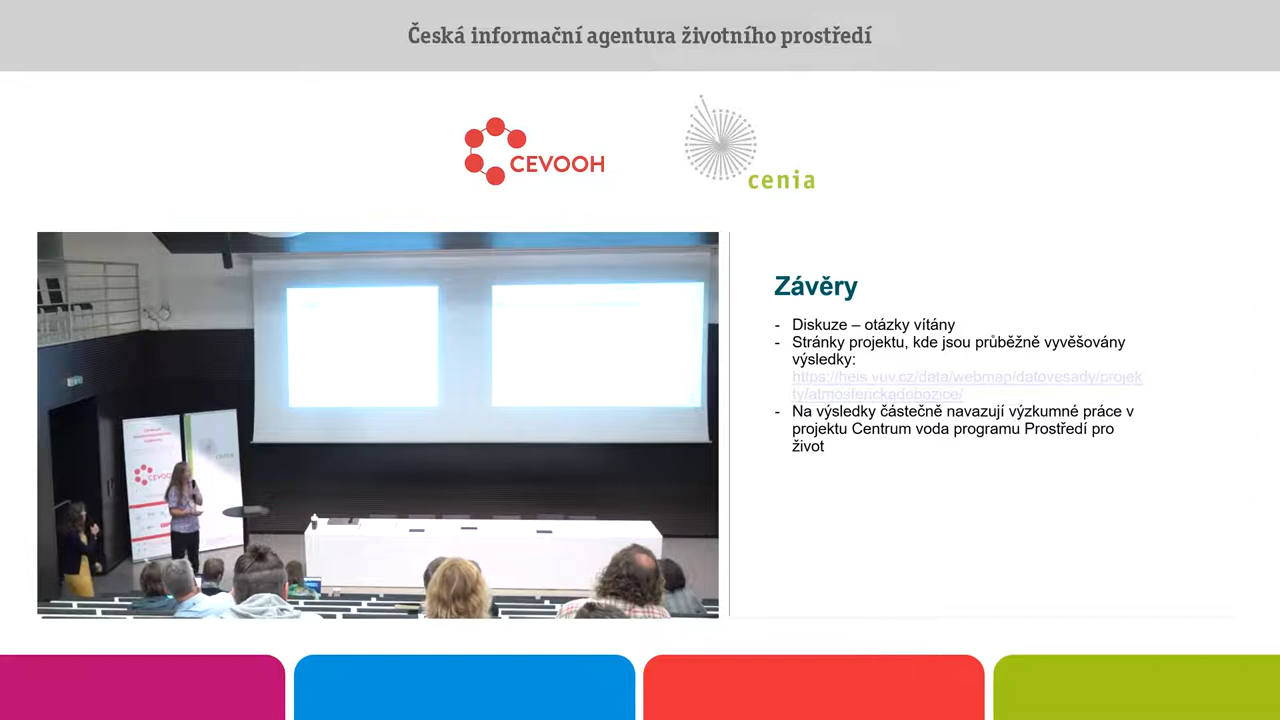 Česká informační agentura životního prostředí
CEVOOH
cenia
Závěry
- Diskuze – otázky vítány
- Stránky projektu, kde jsou průběžně vyvěšovány
výsledky:
https://heis.vuv.cz/data/webmap/datovesady/projek
ty/atmosferickadepozice/
- Na výsledky částečně navazují výzkumné práce v
projektu Centrum voda programu Prostředí pro
život
CEVOOH
cenia